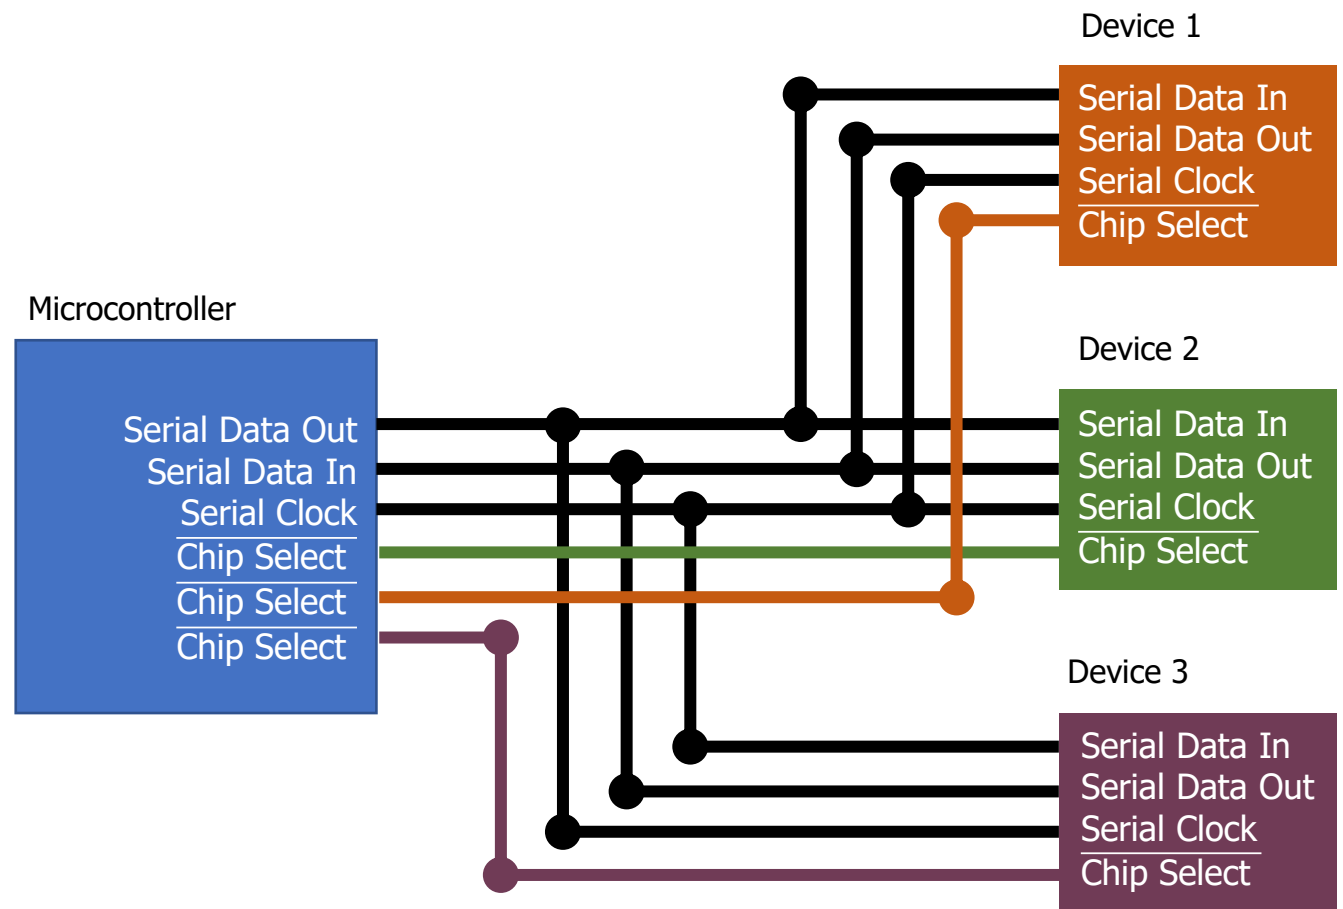 Device 1
Serial Data In
Serial Data Out
Serial Clock
Chip Select
Microcontroller
Serial Data Out
Serial Data In
Serial Clock
Chip Select
Chip Select
Chip Select
Device 2
Serial Data In
Serial Data Out
Serial Clock
Chip Select
Device 3
Serial Data In
Serial Data Out
Serial Clock
Chip Select